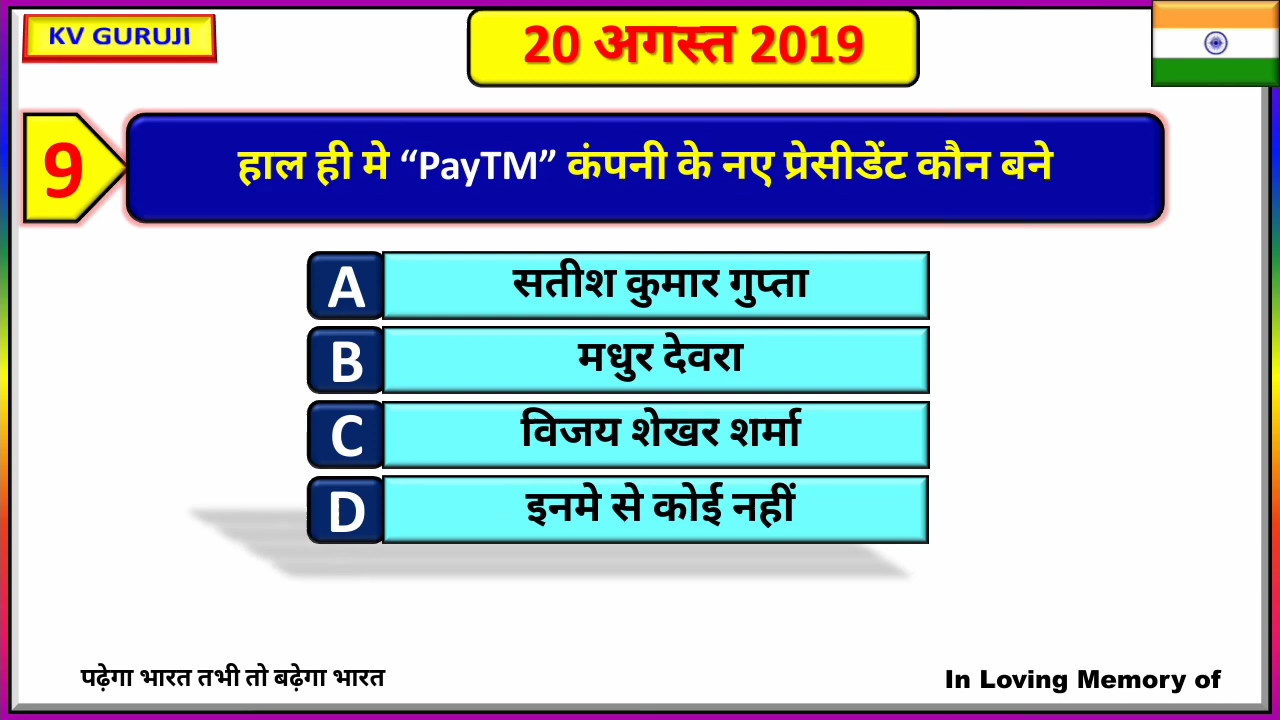 KV GURUJI
20 अगस्त 2019
9
हाल ही मे “PayTM” कंपनी के नए प्रेसीडेंट कौन बने
A
सतीश कुमार गुप्ता
B
मधुर देवरा
C
विजय शेखर शर्मा
D
इनमे से कोई नहीं
पढ़ेगा भारत तभी तो बढ़ेगा भारत
In Loving Memory of